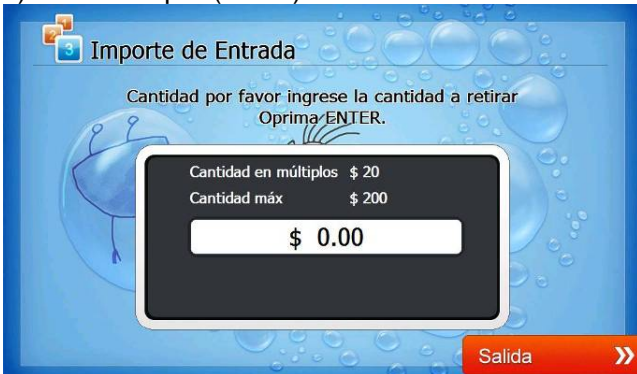 Importe de Entrada
Cantidad por favor ingrese la cantidad a retirar
Oprima ENTER.
Cantidad en múltiplos $ 20
Cantidad máx $ 200
$ 0.00
Salida »